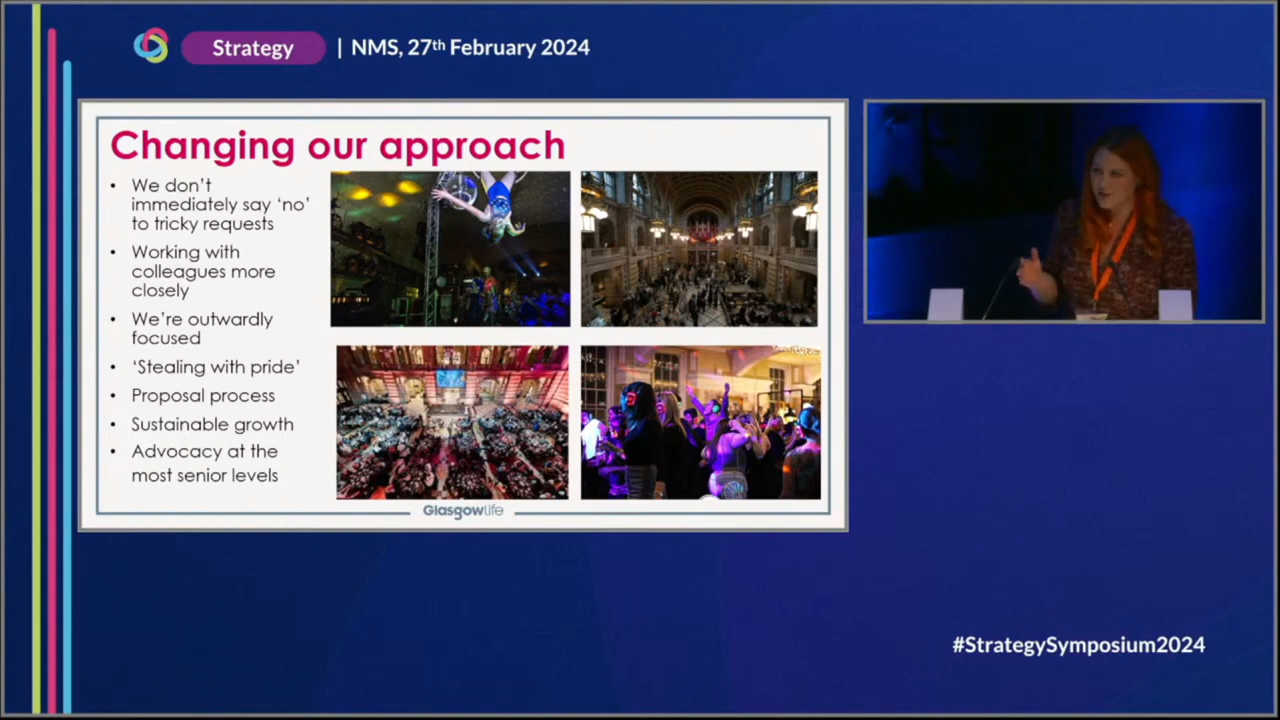 Strategy | NMS, 27th February 2024
Changing our approach
• We don't
immediately say 'no'
to tricky requests
• Working with
colleagues more
closely
• We're outwardly
focused
• 'Stealing with pride'
• Proposal process
• Sustainable growth
• Advocacy at the
most senior levels
Glasgowlife
#StrategySymposium2024